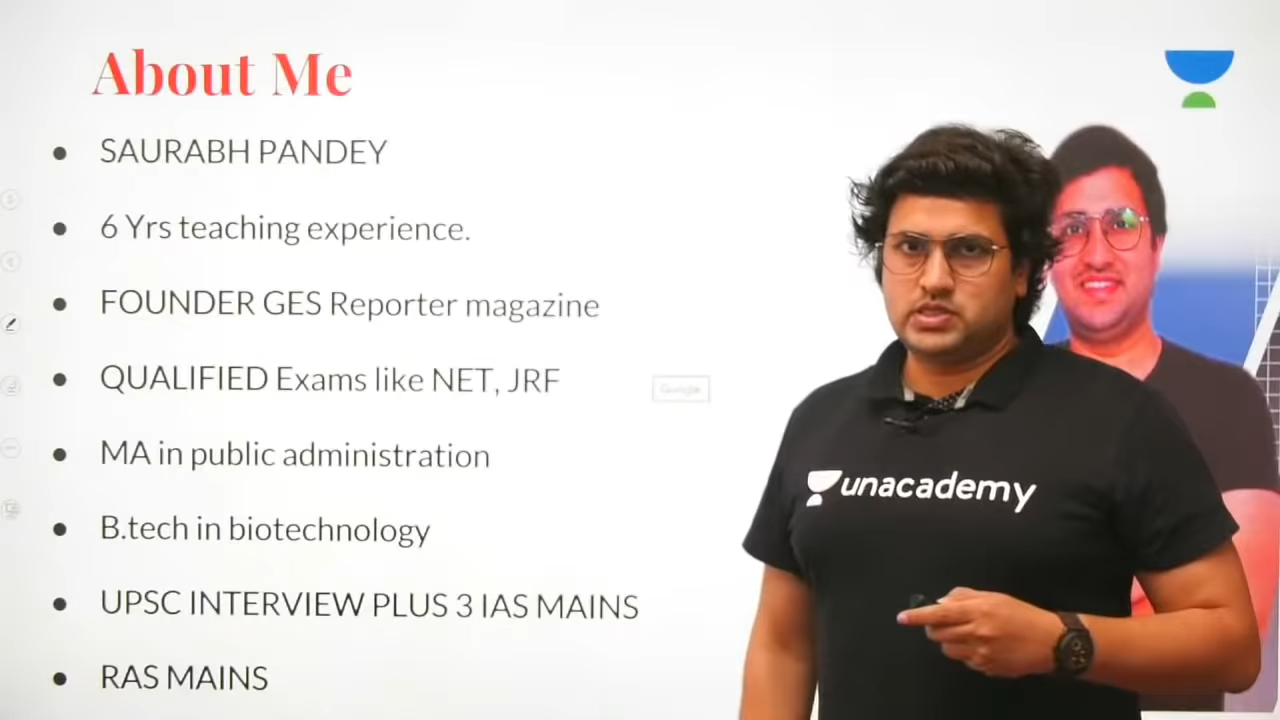 About Me
SAURABH PANDEY
6 Yrs teaching experience.
FOUNDER GES Reporter magazine
QUALIFIED Exams like NET, JRF
Google
MA in public administration
unacademy
B.tech in biotechnology
UPSC INTERVIEW PLUS 3 IAS MAINS
RAS MAINS